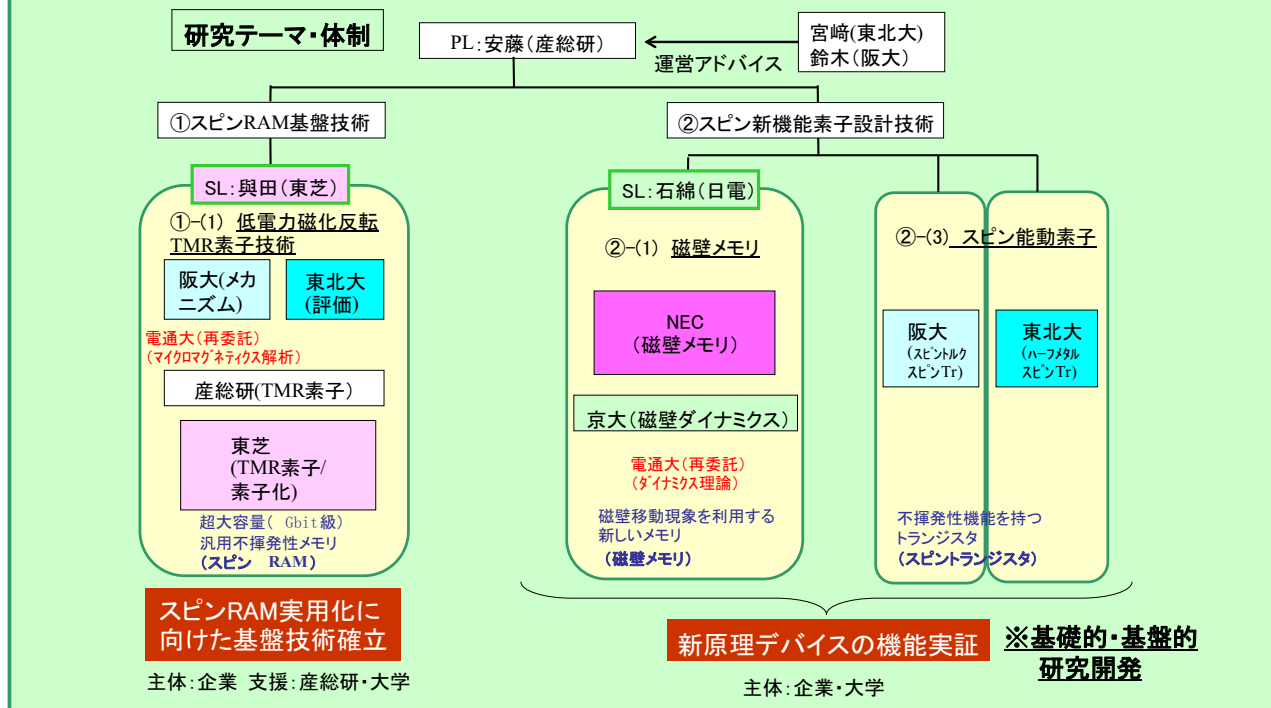 研究テーマ・体制
PL:安藤(産総研)
宮﨑(東北大)
鈴木(阪大)
運営アドバイス
①スピンRAM基盤技術
②スピン新機能素子設計技術
SL:與田(東芝)
①-(1) 低電力磁化反転
TMR素子技術
阪大(メカ
ニズム)
東北大
(評価)
電通大(再委託)
(マイクロマグネティクス解析)
産総研(TMR素子)
東芝
(TMR素子/
素子化)
超大容量( Gbit級)
汎用不揮発性メモリ
(スピン RAM)
スピンRAM実用化に
向けた基盤技術確立
主体:企業 支援:産総研・大学
SL:石綿(日電)
②-(1) 磁壁メモリ
NEC
(磁壁メモリ)
京大(磁壁ダイナミクス)
電通大(再委託)
(ダイナミクス理論)
磁壁移動現象を利用する
新しいメモリ
(磁壁メモリ)
②-(3) スピン能動素子
阪大
(スピントルク
スピンTr)
東北大
(ハーフメタル
スピンTr)
不揮発性機能を持つ
トランジスタ
(スピントランジスタ)
新原理デバイスの機能実証
主体:企業・大学
※基礎的・基盤的
研究開発